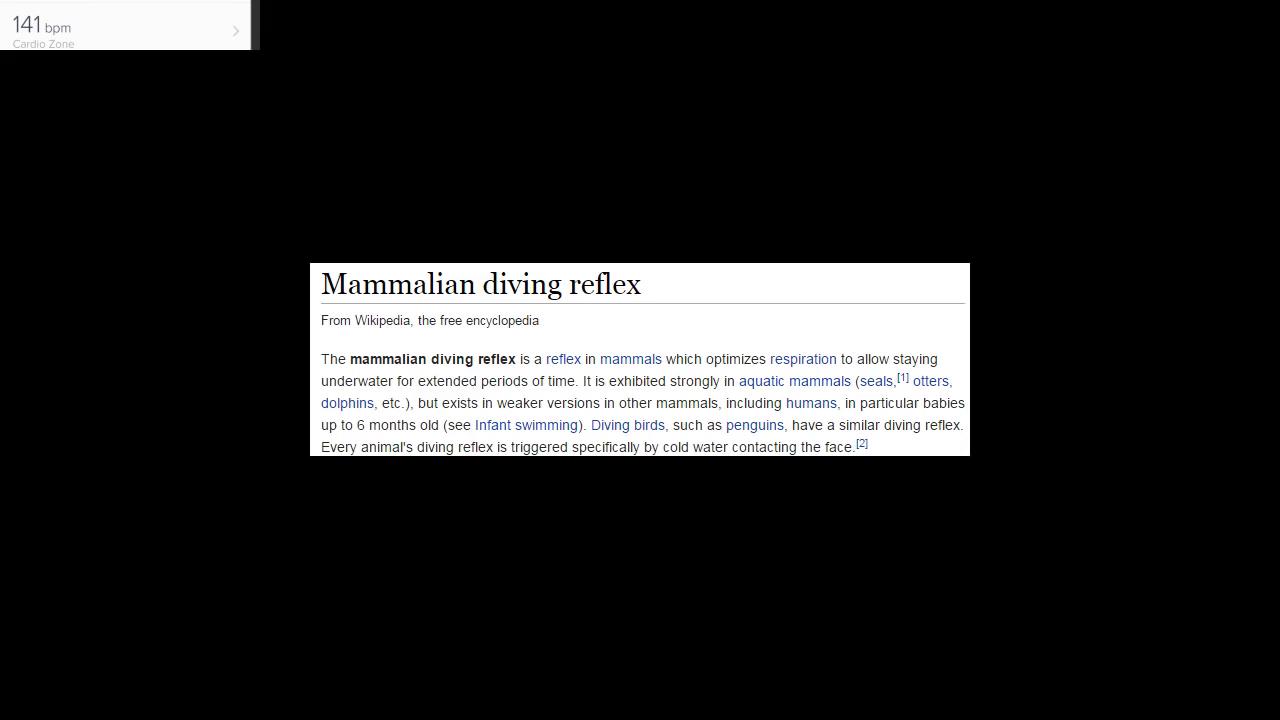 141 bpm
Cardio Zone
Mammalian diving reflex
From Wikipedia, the free encyclopedia
The mammalian diving reflex is a reflex in mammals which optimizes respiration to allow staying
underwater for extended periods of time. It is exhibited strongly in aquatic mammals (seals,[1] otters,
dolphins, etc.), but exists in weaker versions in other mammals, including humans, in particular babies
up to 6 months old (see Infant swimming). Diving birds, such as penguins, have a similar diving reflex.
Every animal's diving reflex is triggered specifically by cold water contacting the face.[2]